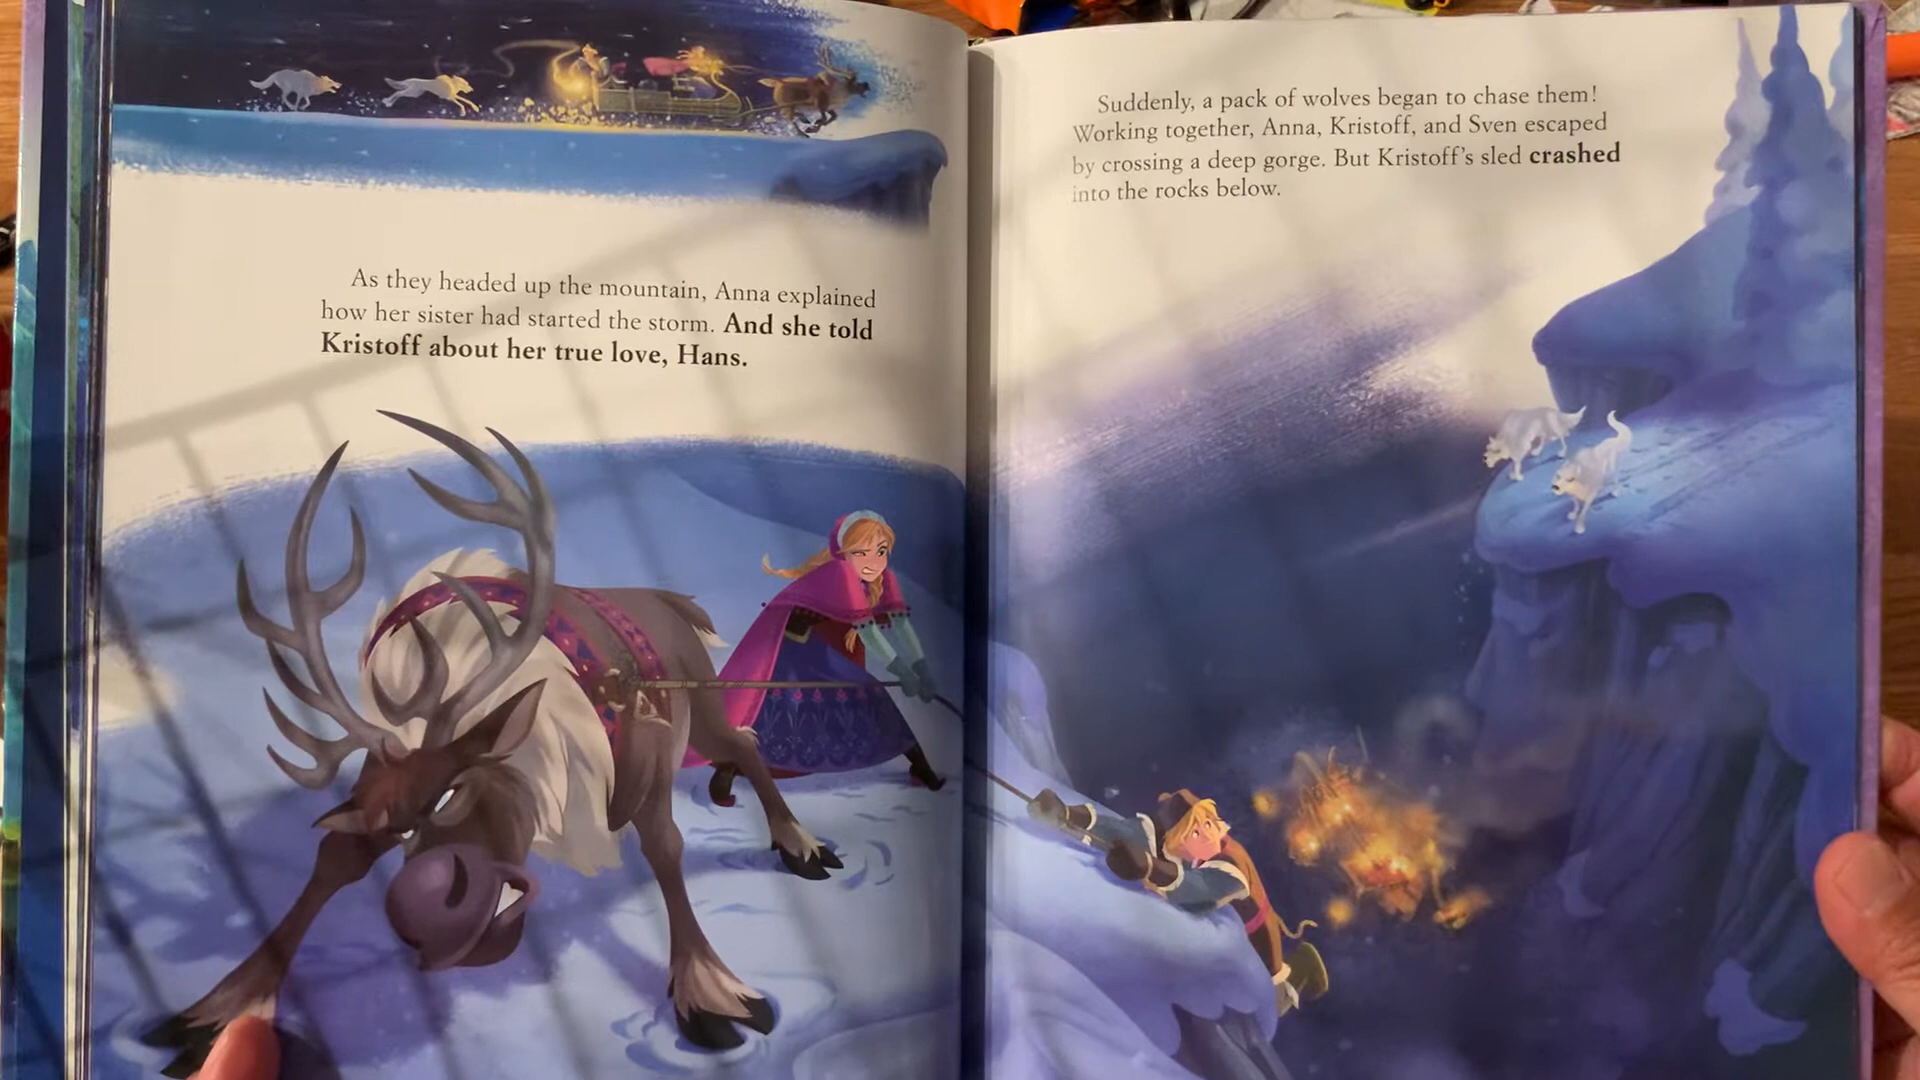 As they headed up the mountain, Anna explained
how her sister had started the storm. And she told
Kristoff about her true love, Hans.
Suddenly, a pack of wolves began to chase them!
Working together, Anna, Kristoff, and Sven escaped
by crossing a deep gorge. But Kristoff's sled crashed
into the rocks below.